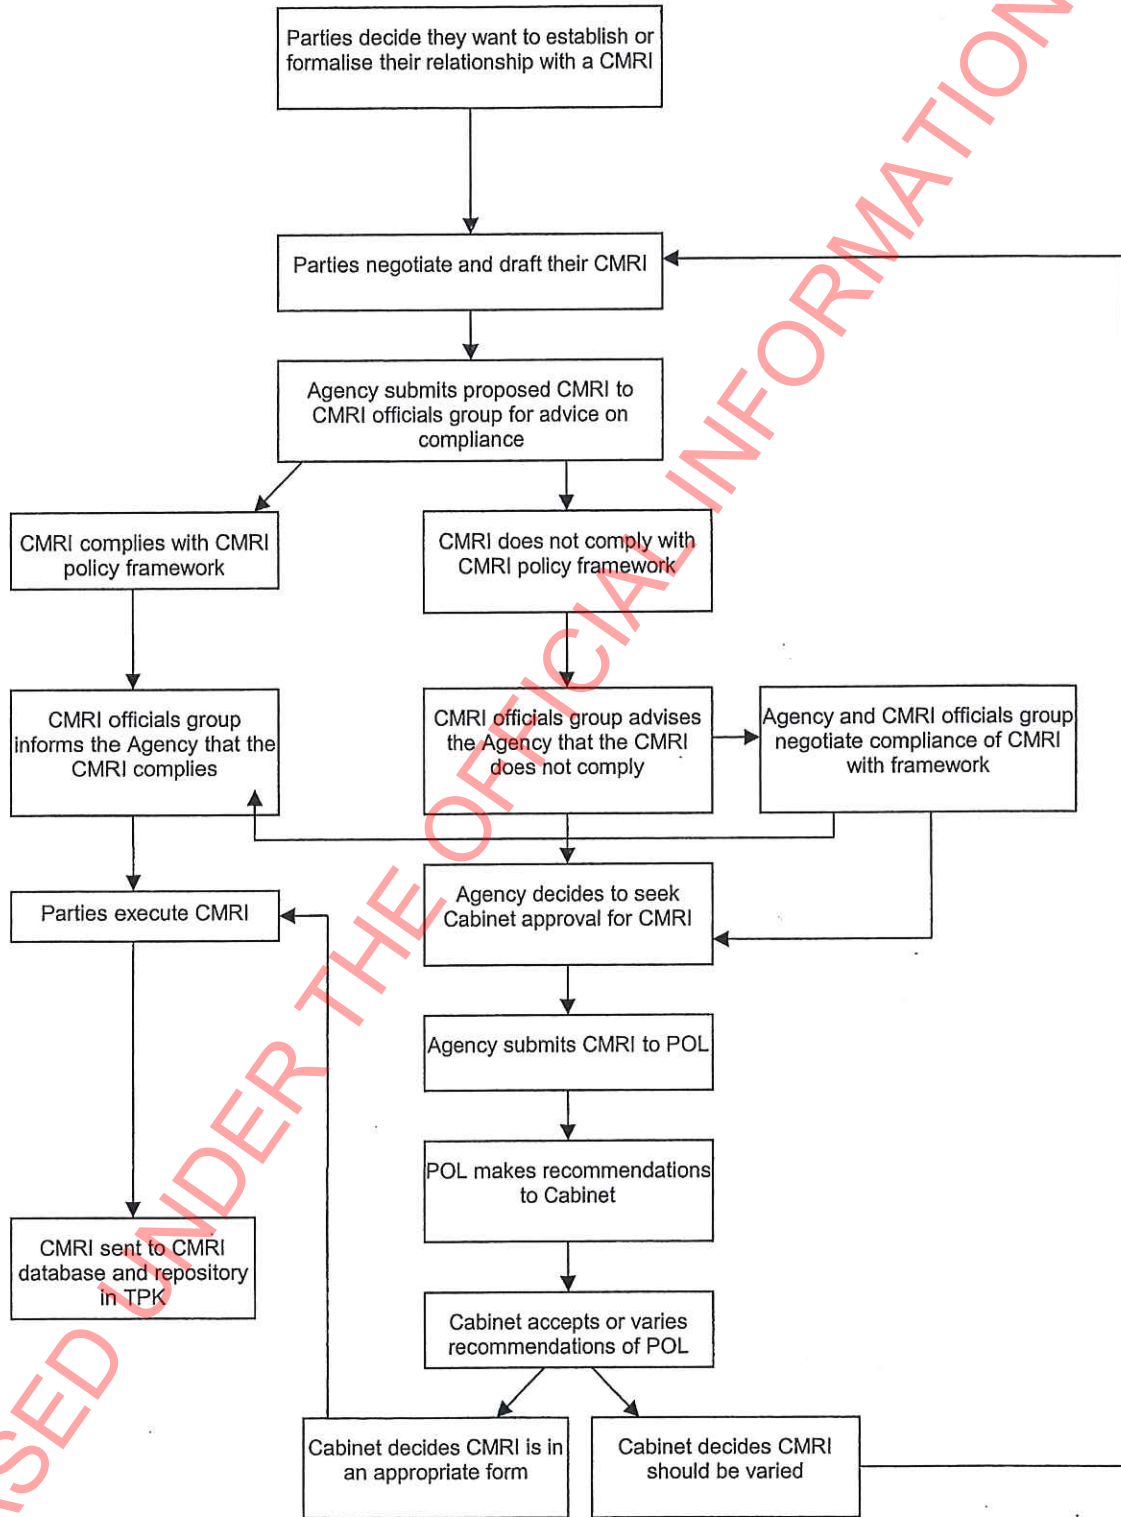 Parties decide they want to establish or
formalise their relationship with a CMRI
Parties negotiate and draft their CMRI
Agency submits proposed CMRI to
CMRI officials group for advice on
compliance
CMRI complies with CMRI
policy framework
CMRI does not comply with
CMRI policy framework
CMRI officials group
informs the Agency that the
CMRI complies
CMRI officials group advises
the Agency that the CMRI
does not comply
Agency and CMRI officials group
negotiate compliance of CMRI
with framework
Parties execute CMRI
Agency decides to seek
Cabinet approval for CMRI
Agency submits CMRI to POL
POL makes recommendations
to Cabinet
CMRI sent to CMRI
database and repository
in TPK
Cabinet accepts or varies
recommendations of POL
Cabinet decides CMRI is in
an appropriate form
Cabinet decides CMRI
should be varied
ASED UNDER THE OFFICIAL INFORMATION